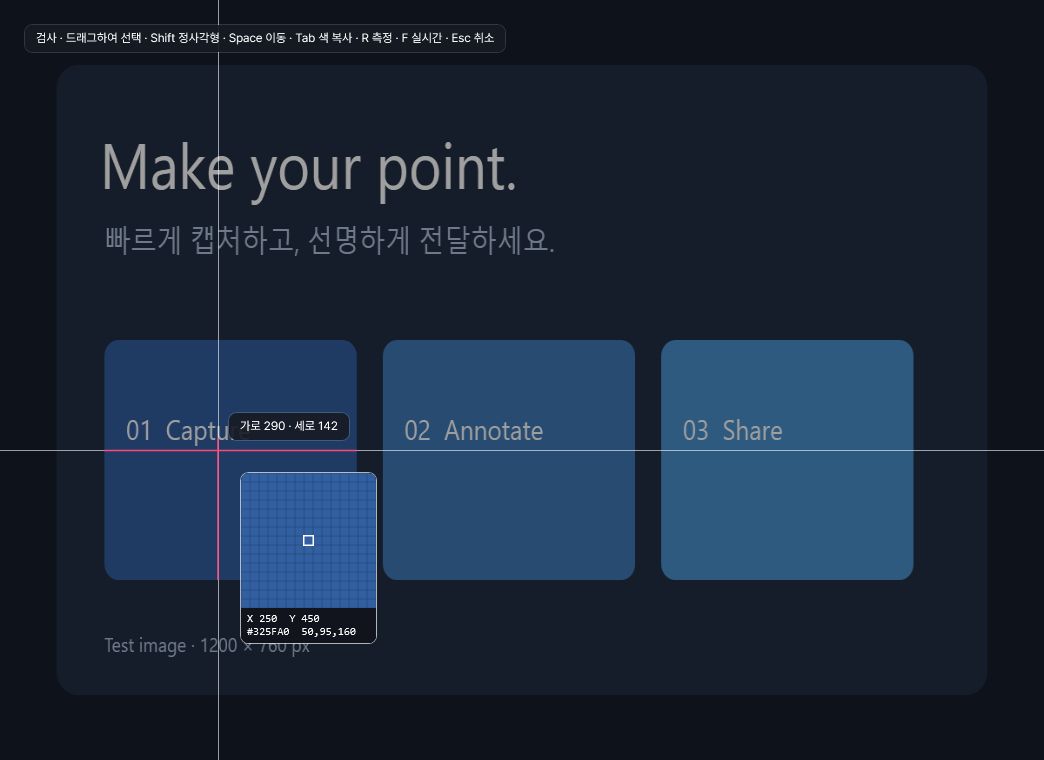 검사 · 드래그하여 선택 · Shift 정사각형 · Space 이동 · Tab 색 복사 · R 측정 · F 실시간 · Esc 취소
Make your point.
빠르게 캡처하고, 선명하게 전달하세요.
01 Captu
02 Annotate
03 Share
가로 290 · 세로 142
X 250 Y 450
#325FA0 50,95,160
Test image · 1200 × 760 px